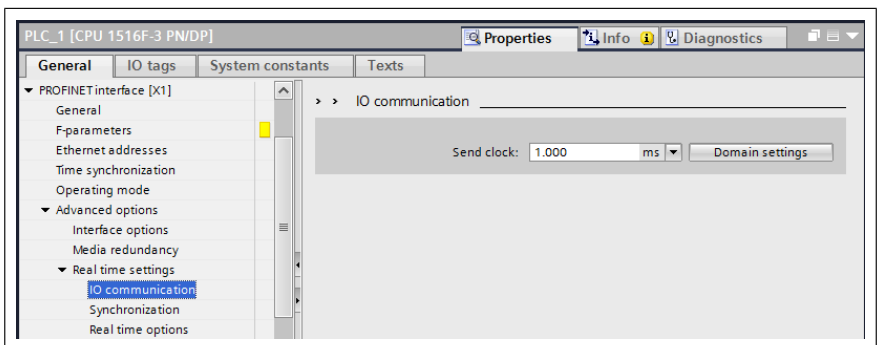 PLC_1 [CPU 1516F-3 PN/DP]
Properties
Info
Diagnostics
General
IO tags
System constants
Texts
PROFINET interface [X1]
General
F-parameters
Ethernet addresses
Time synchronization
Operating mode
Advanced options
Interface options
Media redundancy
Real time settings
IO communication
Synchronization
Real time options
> > IO communication
Send clock: 1.000 ms Domain settings